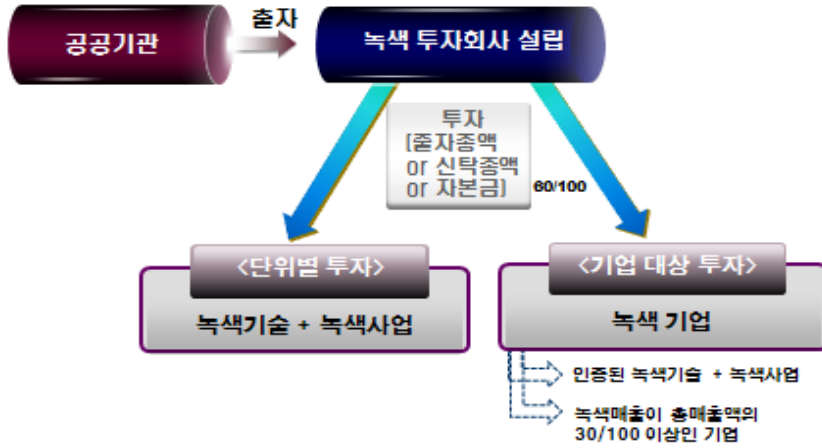 공공기관
출자
녹색 투자회사 설립
투자
[출자총액
or 신탁총액
or 자본금]
60/100
<단위별 투자>
녹색기술 + 녹색사업
<기업 대상 투자>
녹색 기업
인증된 녹색기술 + 녹색사업
녹색매출이 총매출액의
30/100 이상인 기업